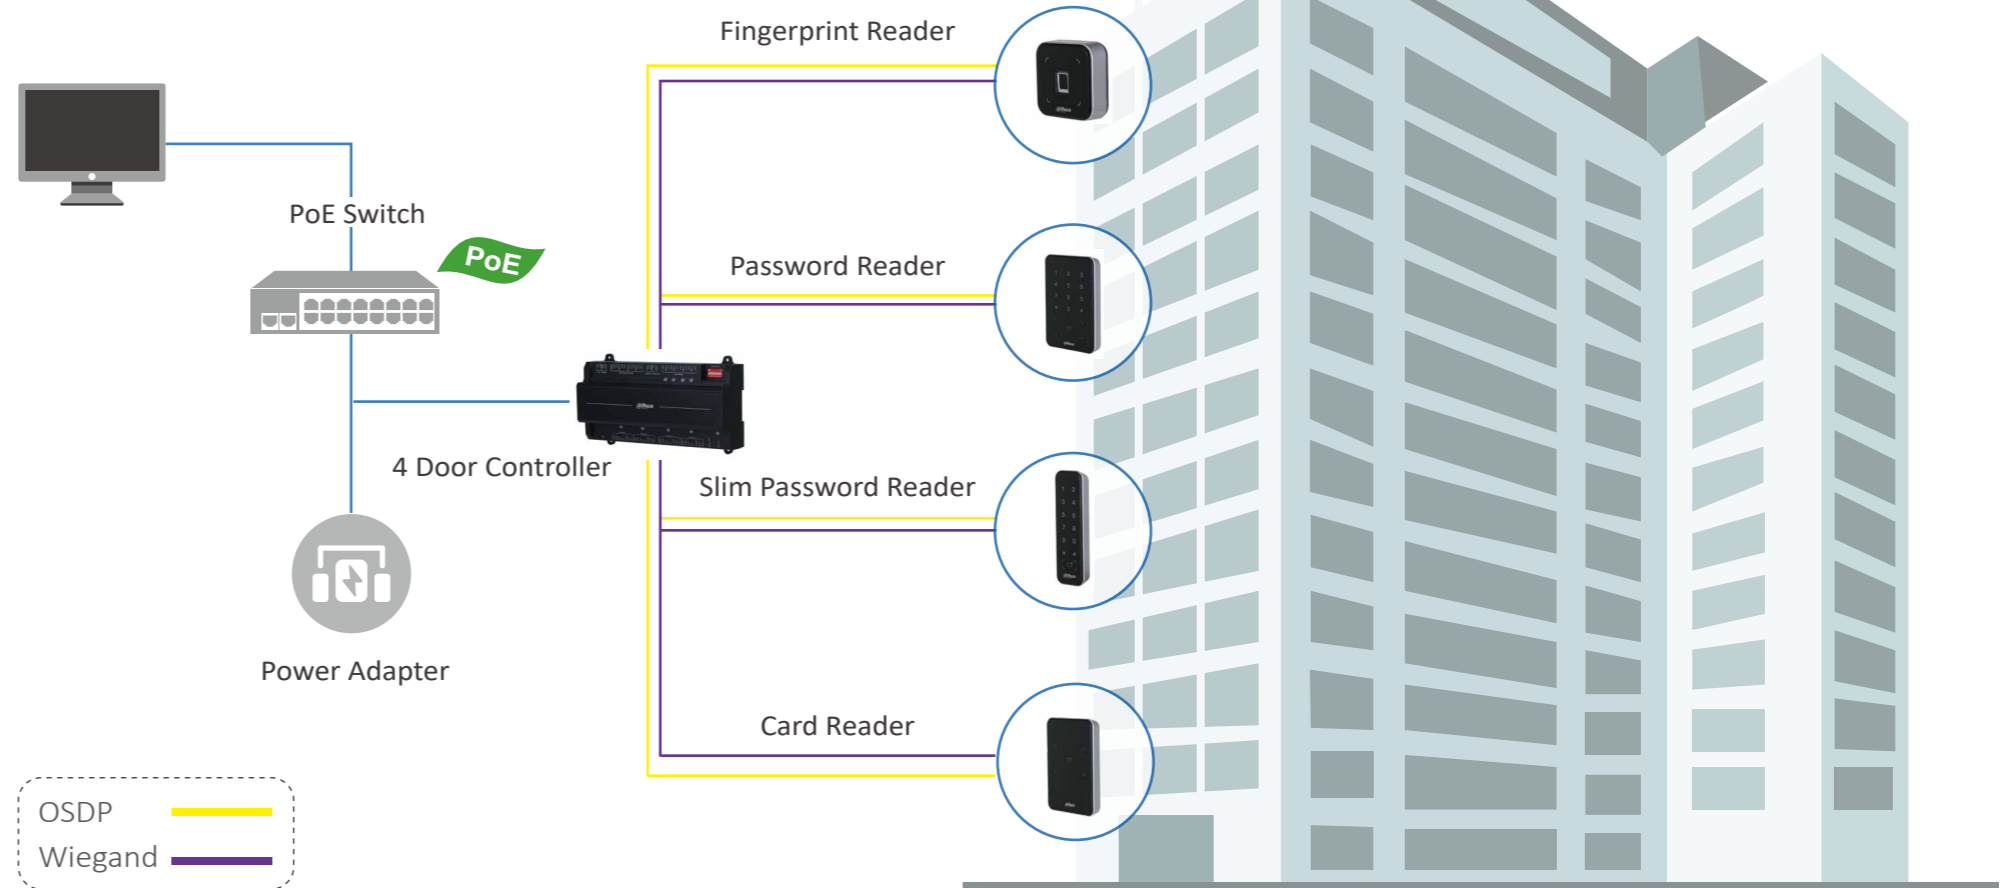 Fingerprint Reader
PoE Switch
PoE
Password Reader
4 Door Controller
Slim Password Reader
Power Adapter
Card Reader
OSDP
Wiegand